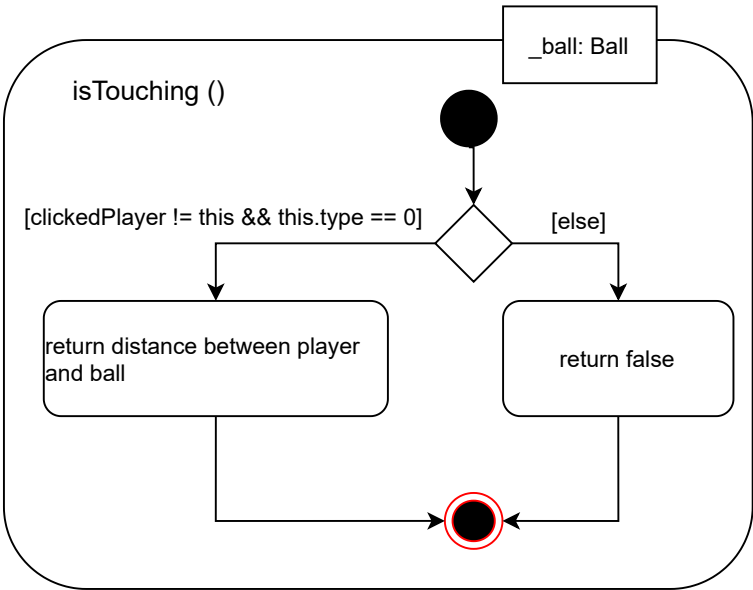 _ball: Ball
isTouching ()
[clickedPlayer != this && this.type == 0]
[else]
return distance between player
and ball
return false